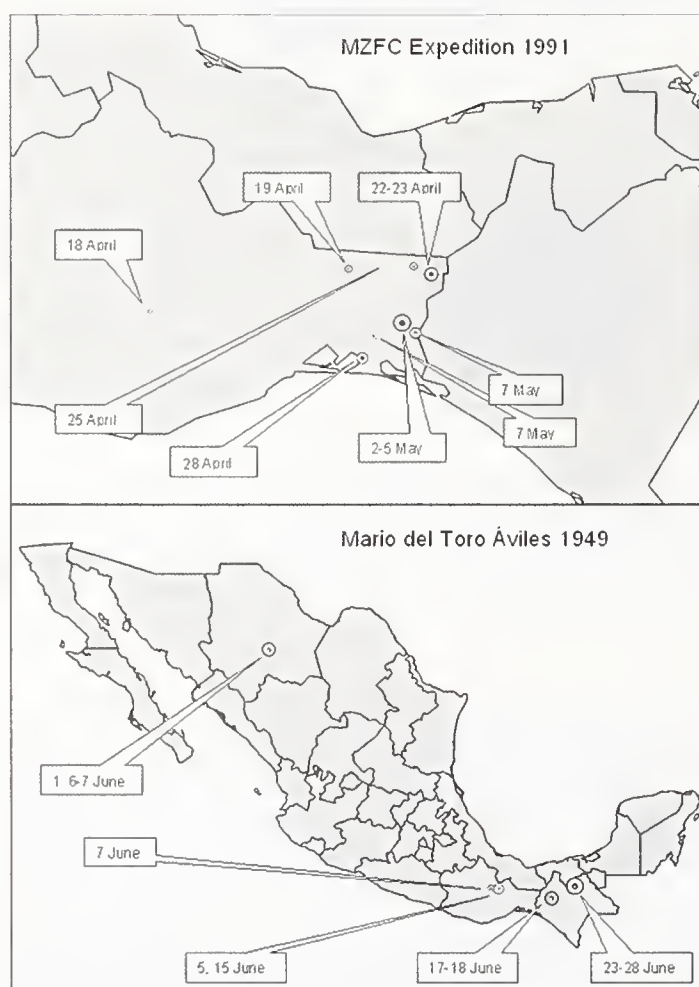 MZFC Expedition 1991
19 April
22-23 April
18 April
25 April
28 April
2-5 May
7 May
7 May
Mario del Toro Áviles 1949
1, 6-7 June
7 June
5, 15 June
17-18 June
23-28 June